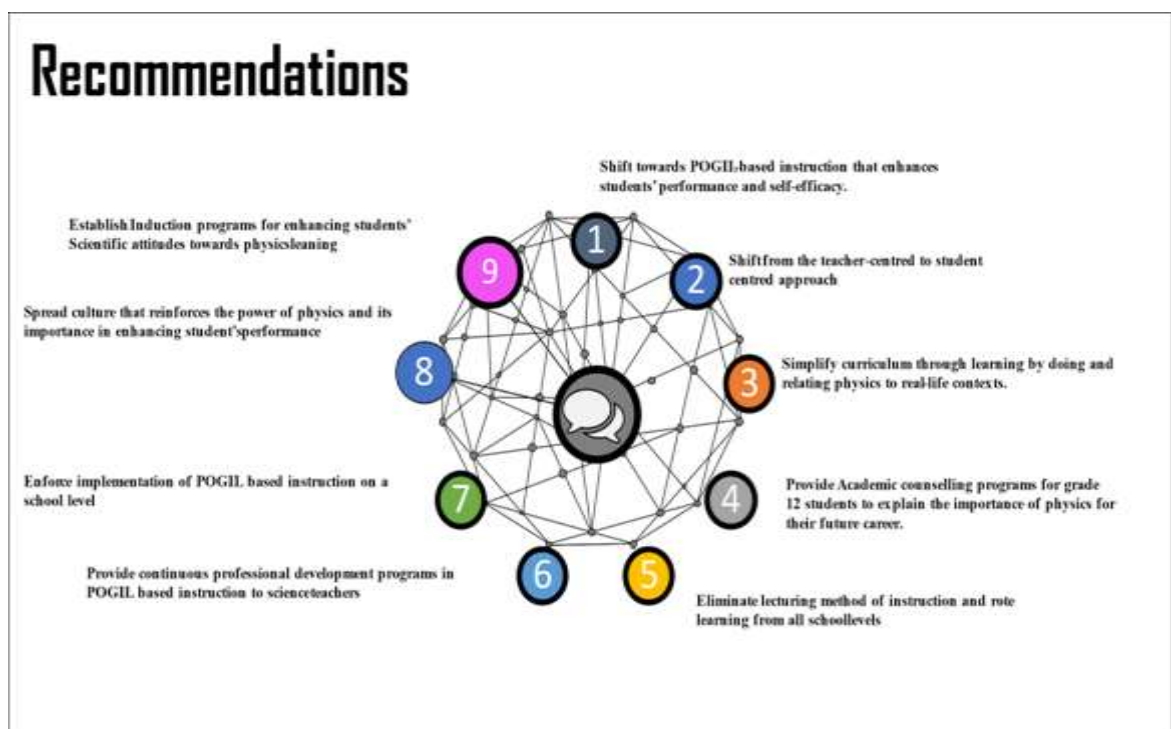 Recommendations
1
Shift towards POGIL-based instruction that enhances
students' performance and self-efficacy.
2
Shift from the teacher-centred to student
centred approach
3
Simplify curriculum through learning by doing and
relating physics to real-life contexts.
4
Provide Academic counselling programs for grade
12 students to explain the importance of physics for
their future career.
5
Eliminate lecturing method of instruction and rote
learning from all schoollevels
6
Provide continuous professional development programs in
POGIL based instruction to scienceteachers
7
Enforce implementation of POGIL based instruction on a
school level
8
Spread culture that reinforces the power of physics and its
importance in enhancing student'sperformance
9
Establish Induction programs for enhancing students'
Scientific attitudes towards physicsleaning